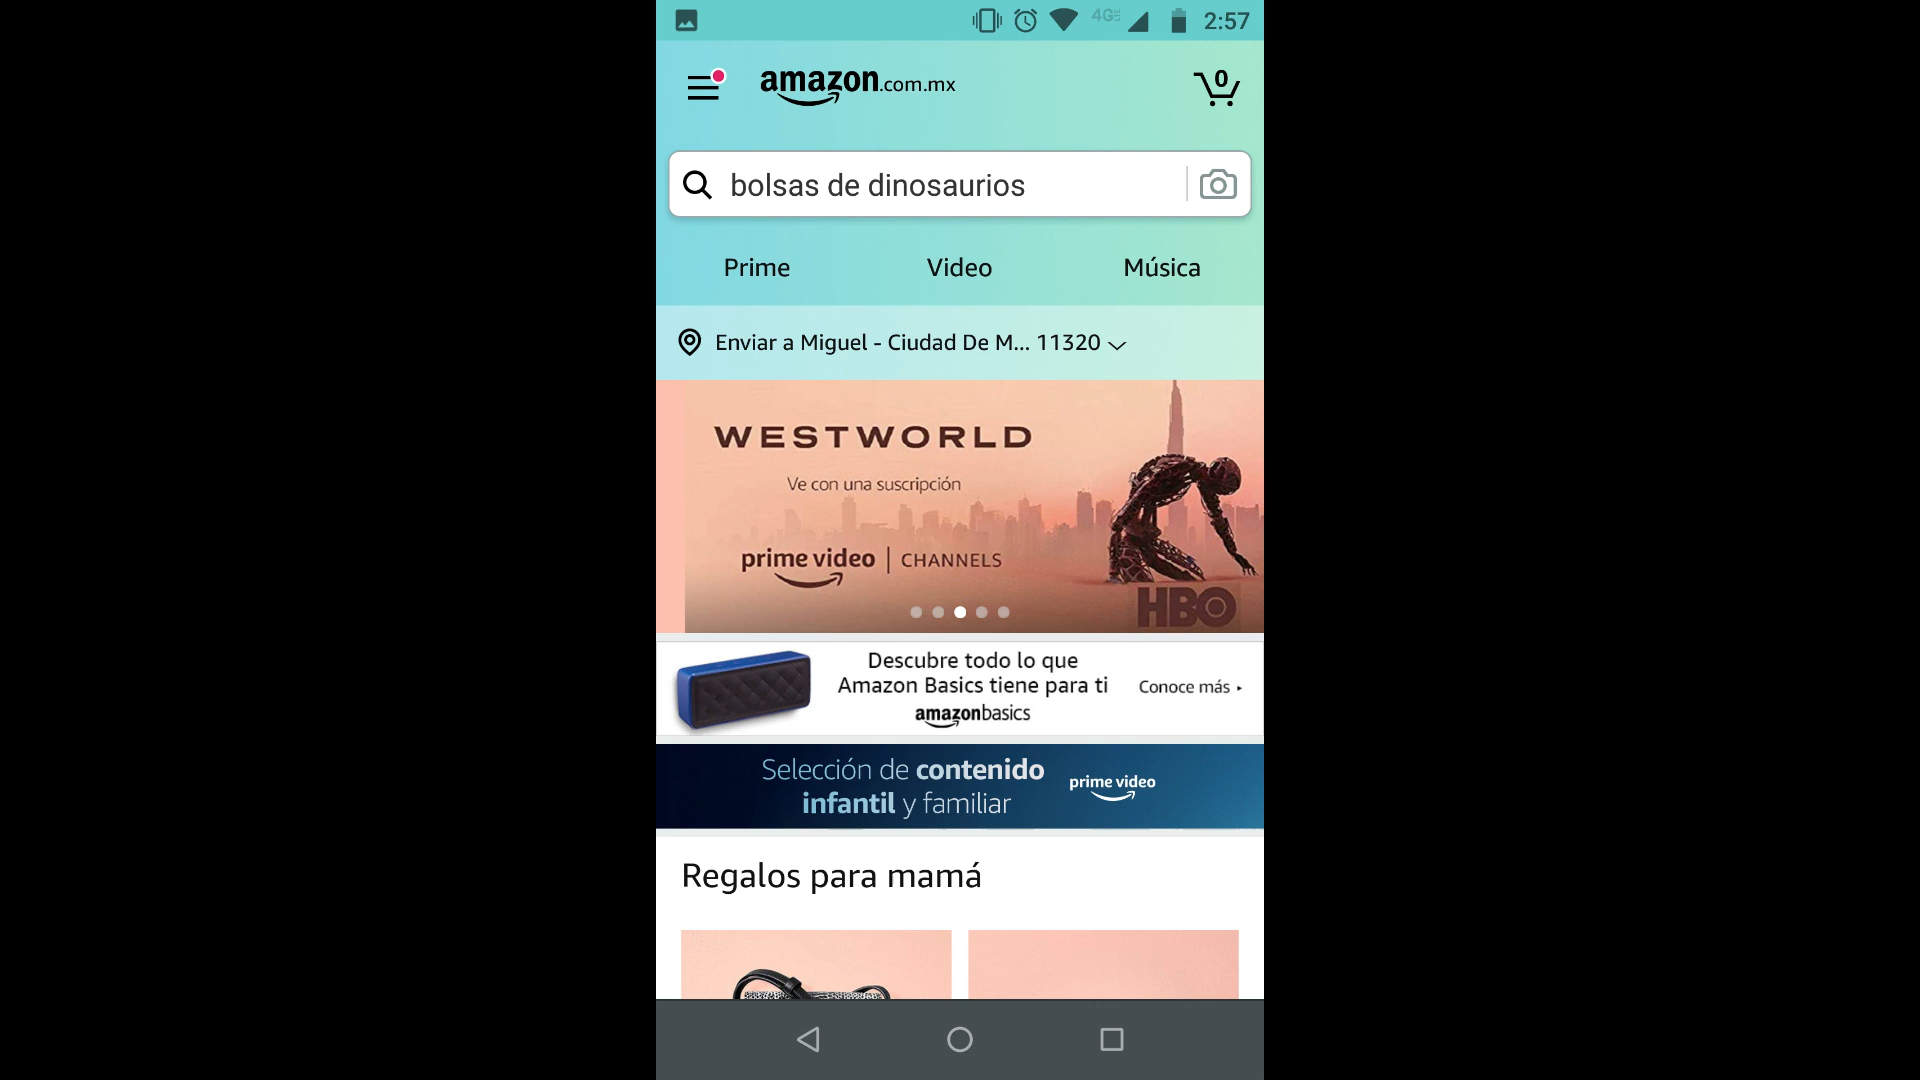 2:57
amazon.com.mx
0
bolsas de dinosaurios
Prime Video Música
Enviar a Miguel - Ciudad De M... 11320
WESTWORLD
Ve con una suscripción
prime video | CHANNELS
HBO
Descubre todo lo que
Amazon Basics tiene para ti
Conoce más
amazonbasics
Selección de contenido
infantil y familiar
prime video
Regalos para mamá